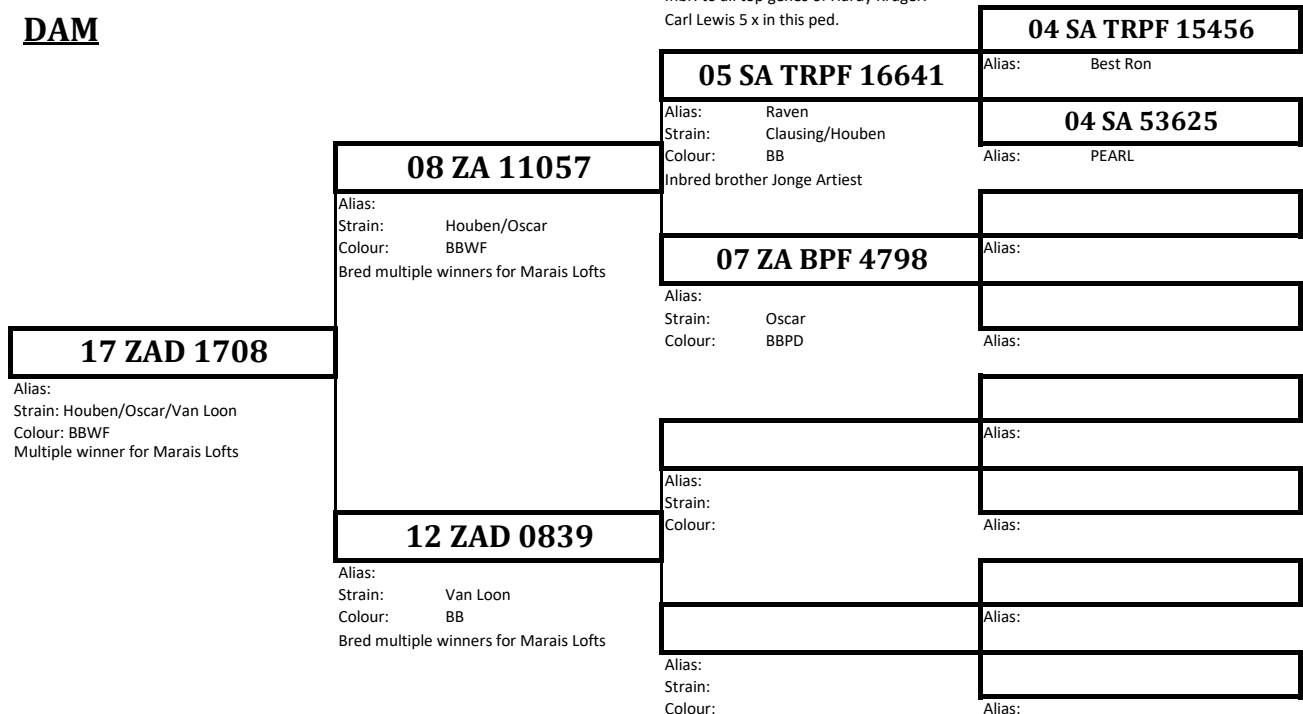 DAM
Carl Lewis 5 x in this ped.
04 SA TRPF 15456
Alias: Best Ron
05 SA TRPF 16641
Alias: Raven
Strain: Clausing/Houben
Colour: BB
Inbred brother Jonge Artiest
04 SA 53625
Alias: PEARL
08 ZA 11057
Alias:
Strain: Houben/Oscar
Colour: BBWF
Bred multiple winners for Marais Lofts
Alias:
07 ZA BPF 4798
Alias:
Strain: Oscar
Colour: BBPD
Alias:
17 ZAD 1708
Alias:
Strain: Houben/Oscar/Van Loon
Colour: BBWF
Multiple winner for Marais Lofts
Alias:
Alias:
Strain:
Colour:
Alias:
12 ZAD 0839
Alias:
Strain: Van Loon
Colour: BB
Bred multiple winners for Marais Lofts
Alias:
Alias:
Strain:
Colour:
Alias: